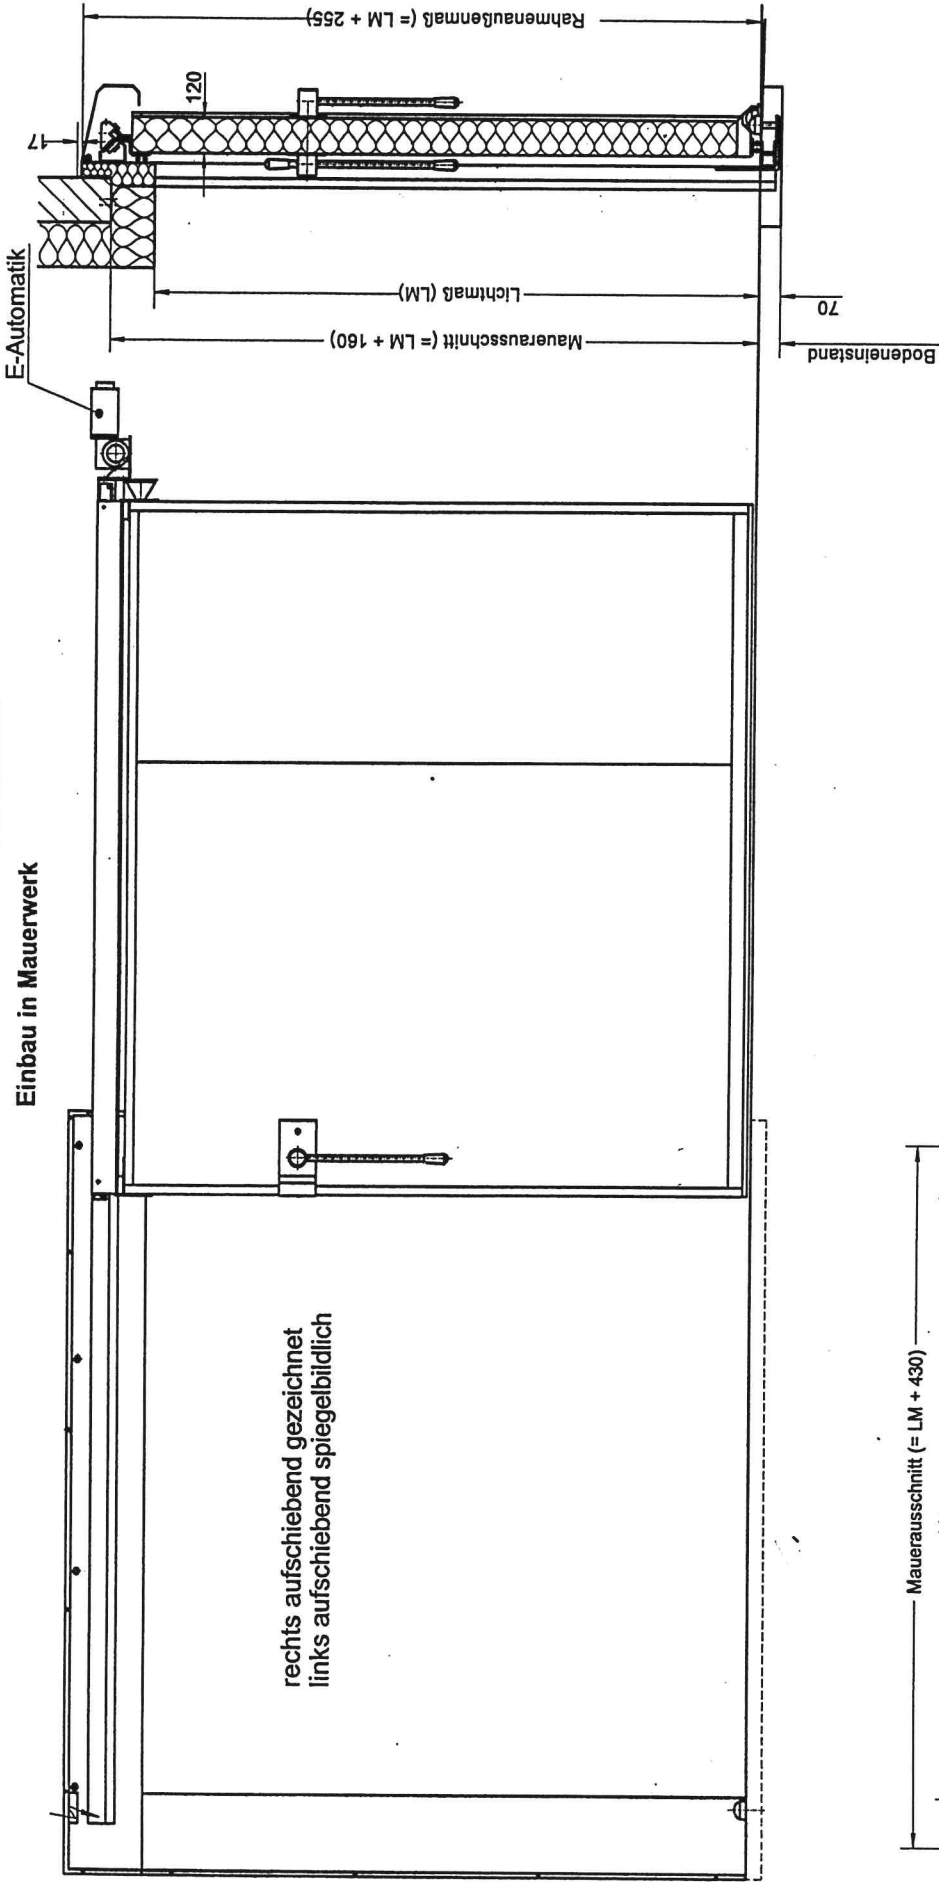 Einbau in Mauerwerk
E-Automatik
17
120
Rahmenaußenmaß (= LM + 255)
Lichtmaß (LM)
Mauerausschnitt (= LM + 160)
70
Bodeneinstand
rechts aufschiebend gezeichnet
links aufschiebend spiegelbildlich
Mauerausschnitt (= LM + 430)